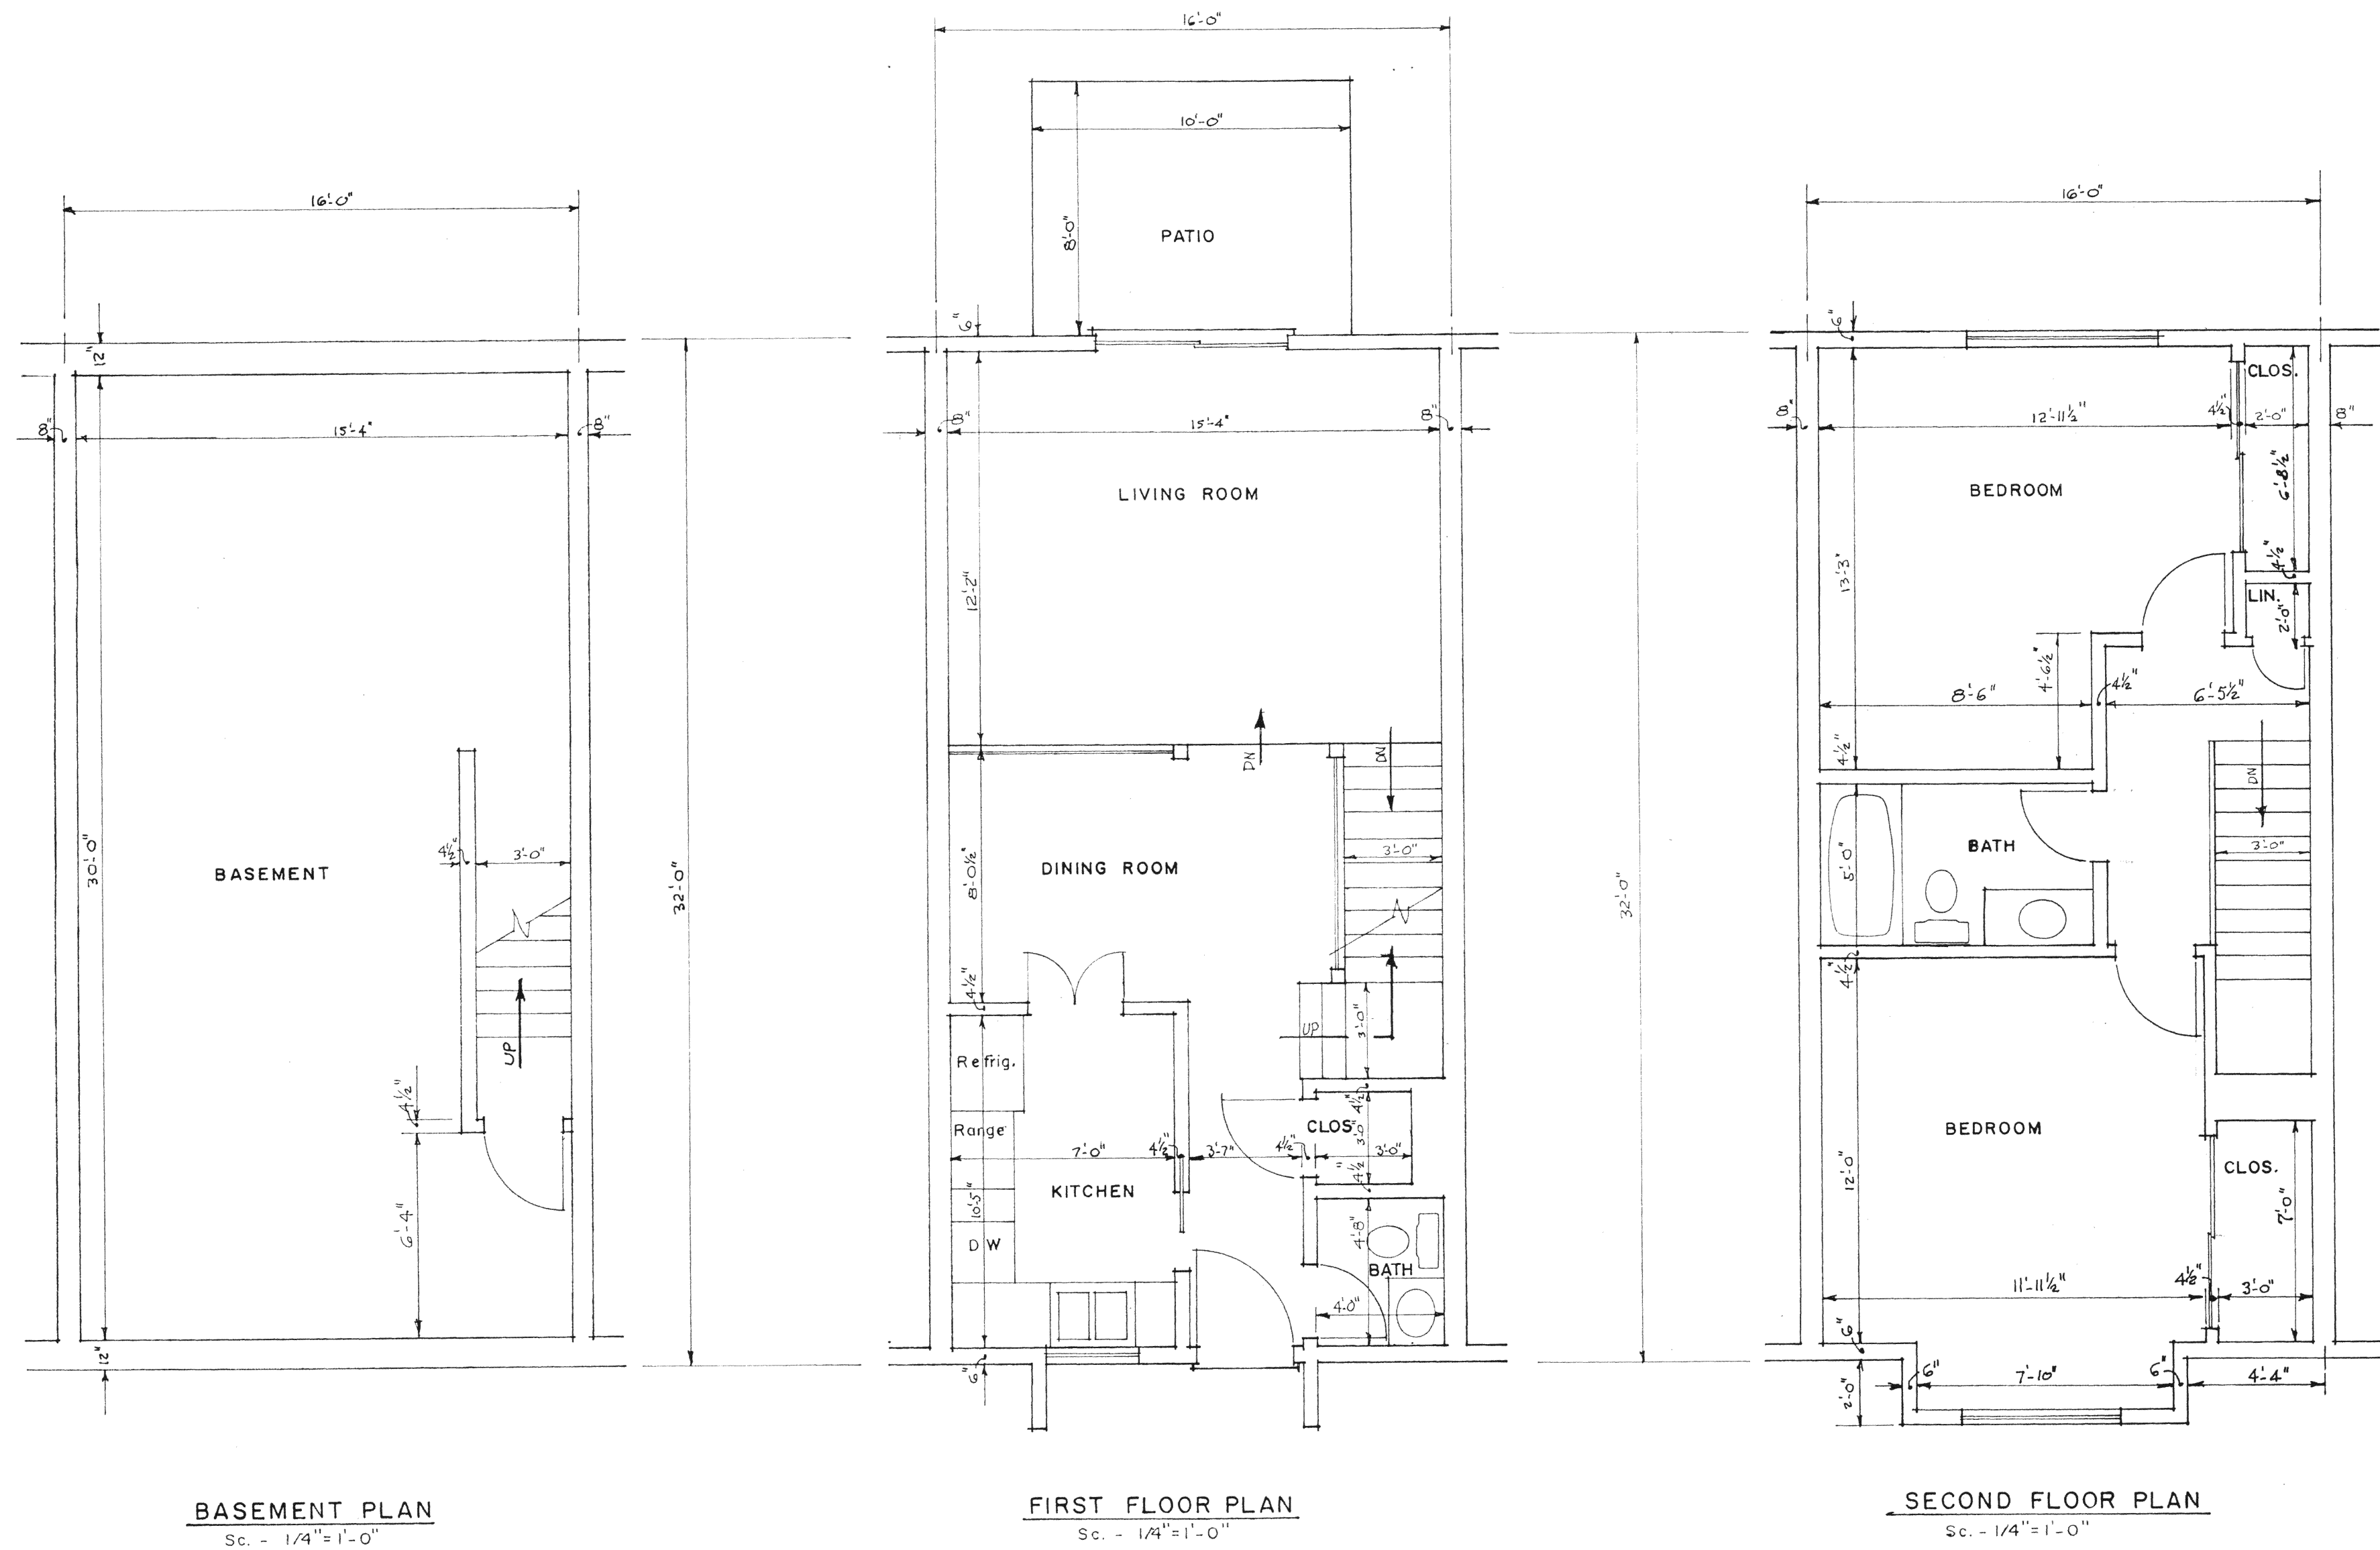 16'-0"
12"
8"
15'-4"
8"
30'-0"
4½"
3'-0"
BASEMENT
UP
4½"
6'-4"
12"
32'-0"
BASEMENT PLAN
Sc. - 1/4"=1'-0"
16'-0"
10'-0"
8'-0"
PATIO
6"
8"
15'-4"
8"
LIVING ROOM
12'-2"
DN
DN
3'-0"
8'-0½"
DINING ROOM
4½"
UP
3'-0"
Refrig.
Range
4½"
CLOS.
3'-0"
7'-0"
4½"
3'-7"
4½"
3'-0"
4½"
KITCHEN
10'-5"
D W
4'-8"
BATH
4'-0"
6"
FIRST FLOOR PLAN
Sc. - 1/4"=1'-0"
32'-0"
16'-0"
6"
CLOS.
8"
12'-11½"
4½"
2'-0"
8"
BEDROOM
6'-8½"
13'-3"
4½"
LIN.
2'-0"
4'-6½"
8'-6"
4½"
6'-5½"
4½"
DN
BATH
5'-0"
3'-0"
4½"
BEDROOM
CLOS.
12'-0"
7'-0"
11'-11½"
4½"
3'-0"
6"
6"
7'-10"
6"
4'-4"
2'-0"
SECOND FLOOR PLAN
Sc. - 1/4"=1'-0"